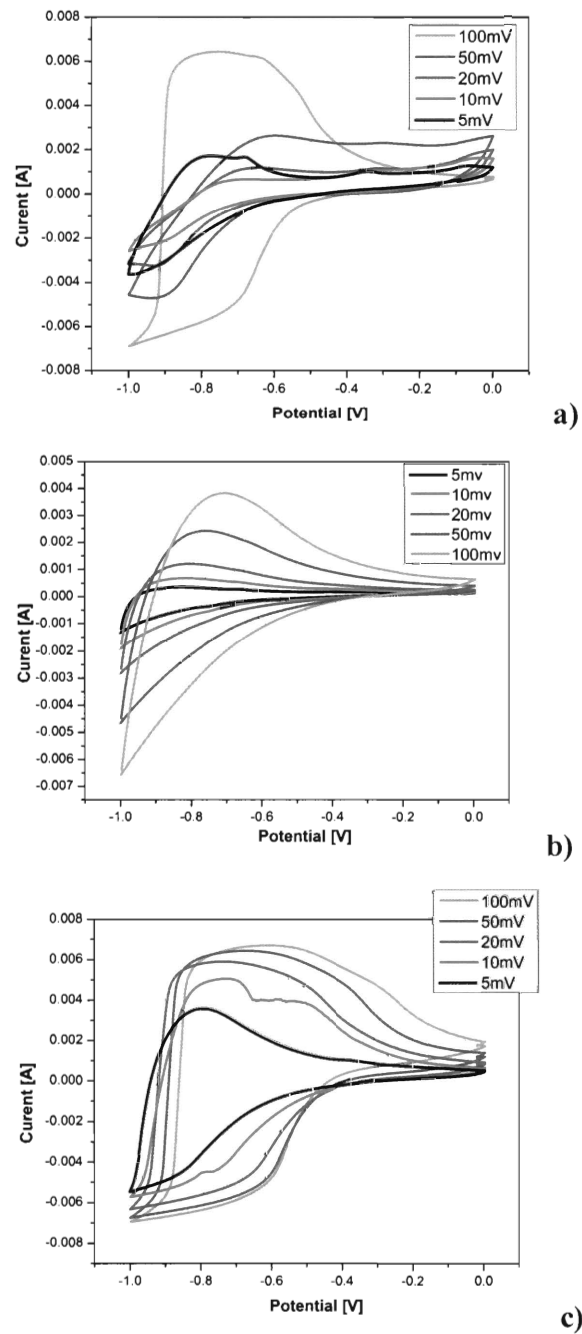 0.008
0.006
0.004
0.002
0.000
-0.002
-0.004
-0.006
-0.008
Curent [A]
100mV
50mV
20mV
10mV
5mV
-1.0 -0.8 -0.6 -0.4 -0.2 0.0
Potential [V]
a)
0.005
0.004
0.003
0.002
0.001
0.000
-0.001
-0.002
-0.003
-0.004
-0.005
-0.006
-0.007
Curent [A]
5mv
10mv
20mv
50mv
100mv
-1.0 -0.8 -0.6 -0.4 -0.2 0.0
Potential [V]
b)
0.008
0.006
0.004
0.002
0.000
-0.002
-0.004
-0.006
-0.008
Curent [A]
100mV
50mV
20mV
10mV
5mV
-1.0 -0.8 -0.6 -0.4 -0.2 0.0
Potential [V]
c)